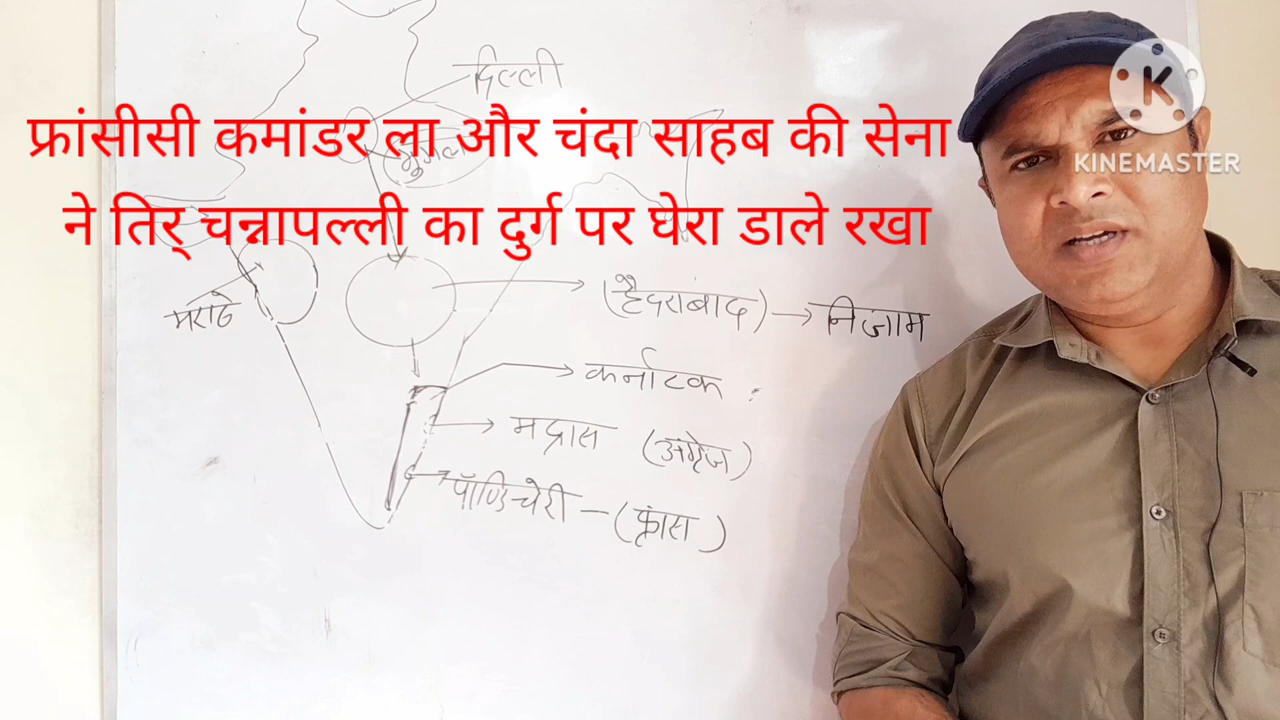 दिल्ली
फ्रांसीसी कमांडर ला और चंदा साहब की सेना
ने तिर् चन्नापल्ली का दुर्ग पर घेरा डाले रखा
K
KINEMASTER
मराठे
(हैदराबाद) → निजाम
कर्नाटक :
मद्रास (अंग्रेज)
पॉण्डिचेरी - (फ्रांस)